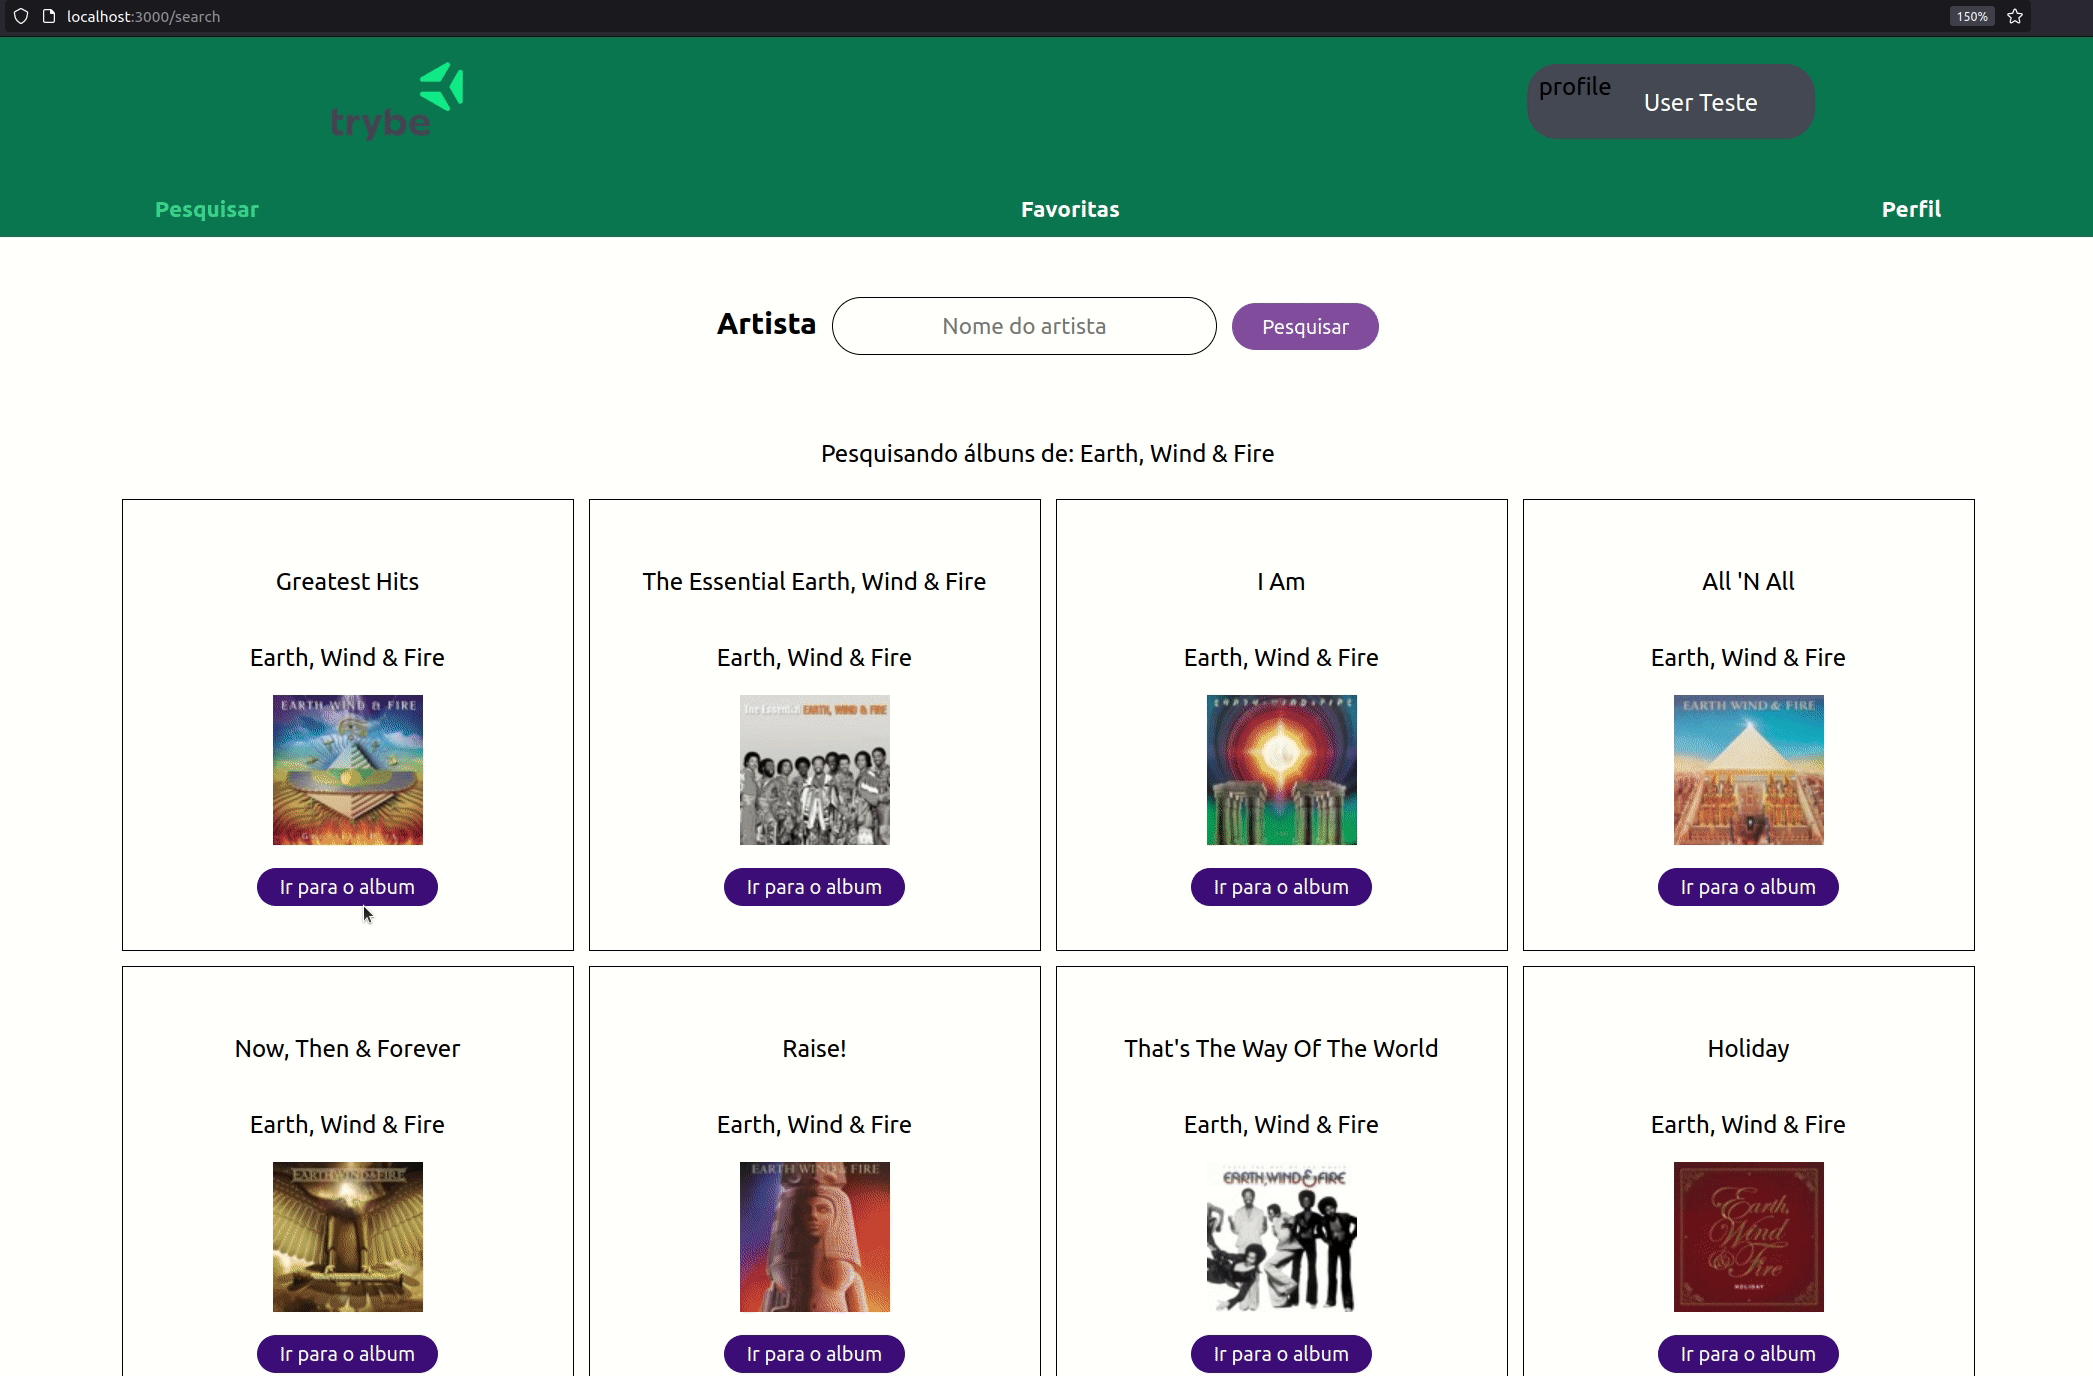 localhost:3000/search
150%
trybe
profile
User Teste
Pesquisar
Favoritas
Perfil
Artista
Nome do artista
Pesquisar
Pesquisando álbuns de: Earth, Wind & Fire
Greatest Hits
The Essential Earth, Wind & Fire
I Am
All 'N All
Earth, Wind & Fire
Earth, Wind & Fire
Earth, Wind & Fire
Earth, Wind & Fire
EARTH WIND & FIRE
The Essential EARTH, WIND & FIRE
EARTH WIND & FIRE
EARTH WIND & FIRE
Ir para o album
Ir para o album
Ir para o album
Ir para o album
Now, Then & Forever
Raise!
That's The Way Of The World
Holiday
Earth, Wind & Fire
Earth, Wind & Fire
Earth, Wind & Fire
Earth, Wind & Fire
EARTH WIND & FIRE
EARTH WIND & FIRE
EARTH, WIND & FIRE
Earth,
Wind
& Fire
HOLIDAY
Ir para o album
Ir para o album
Ir para o album
Ir para o album